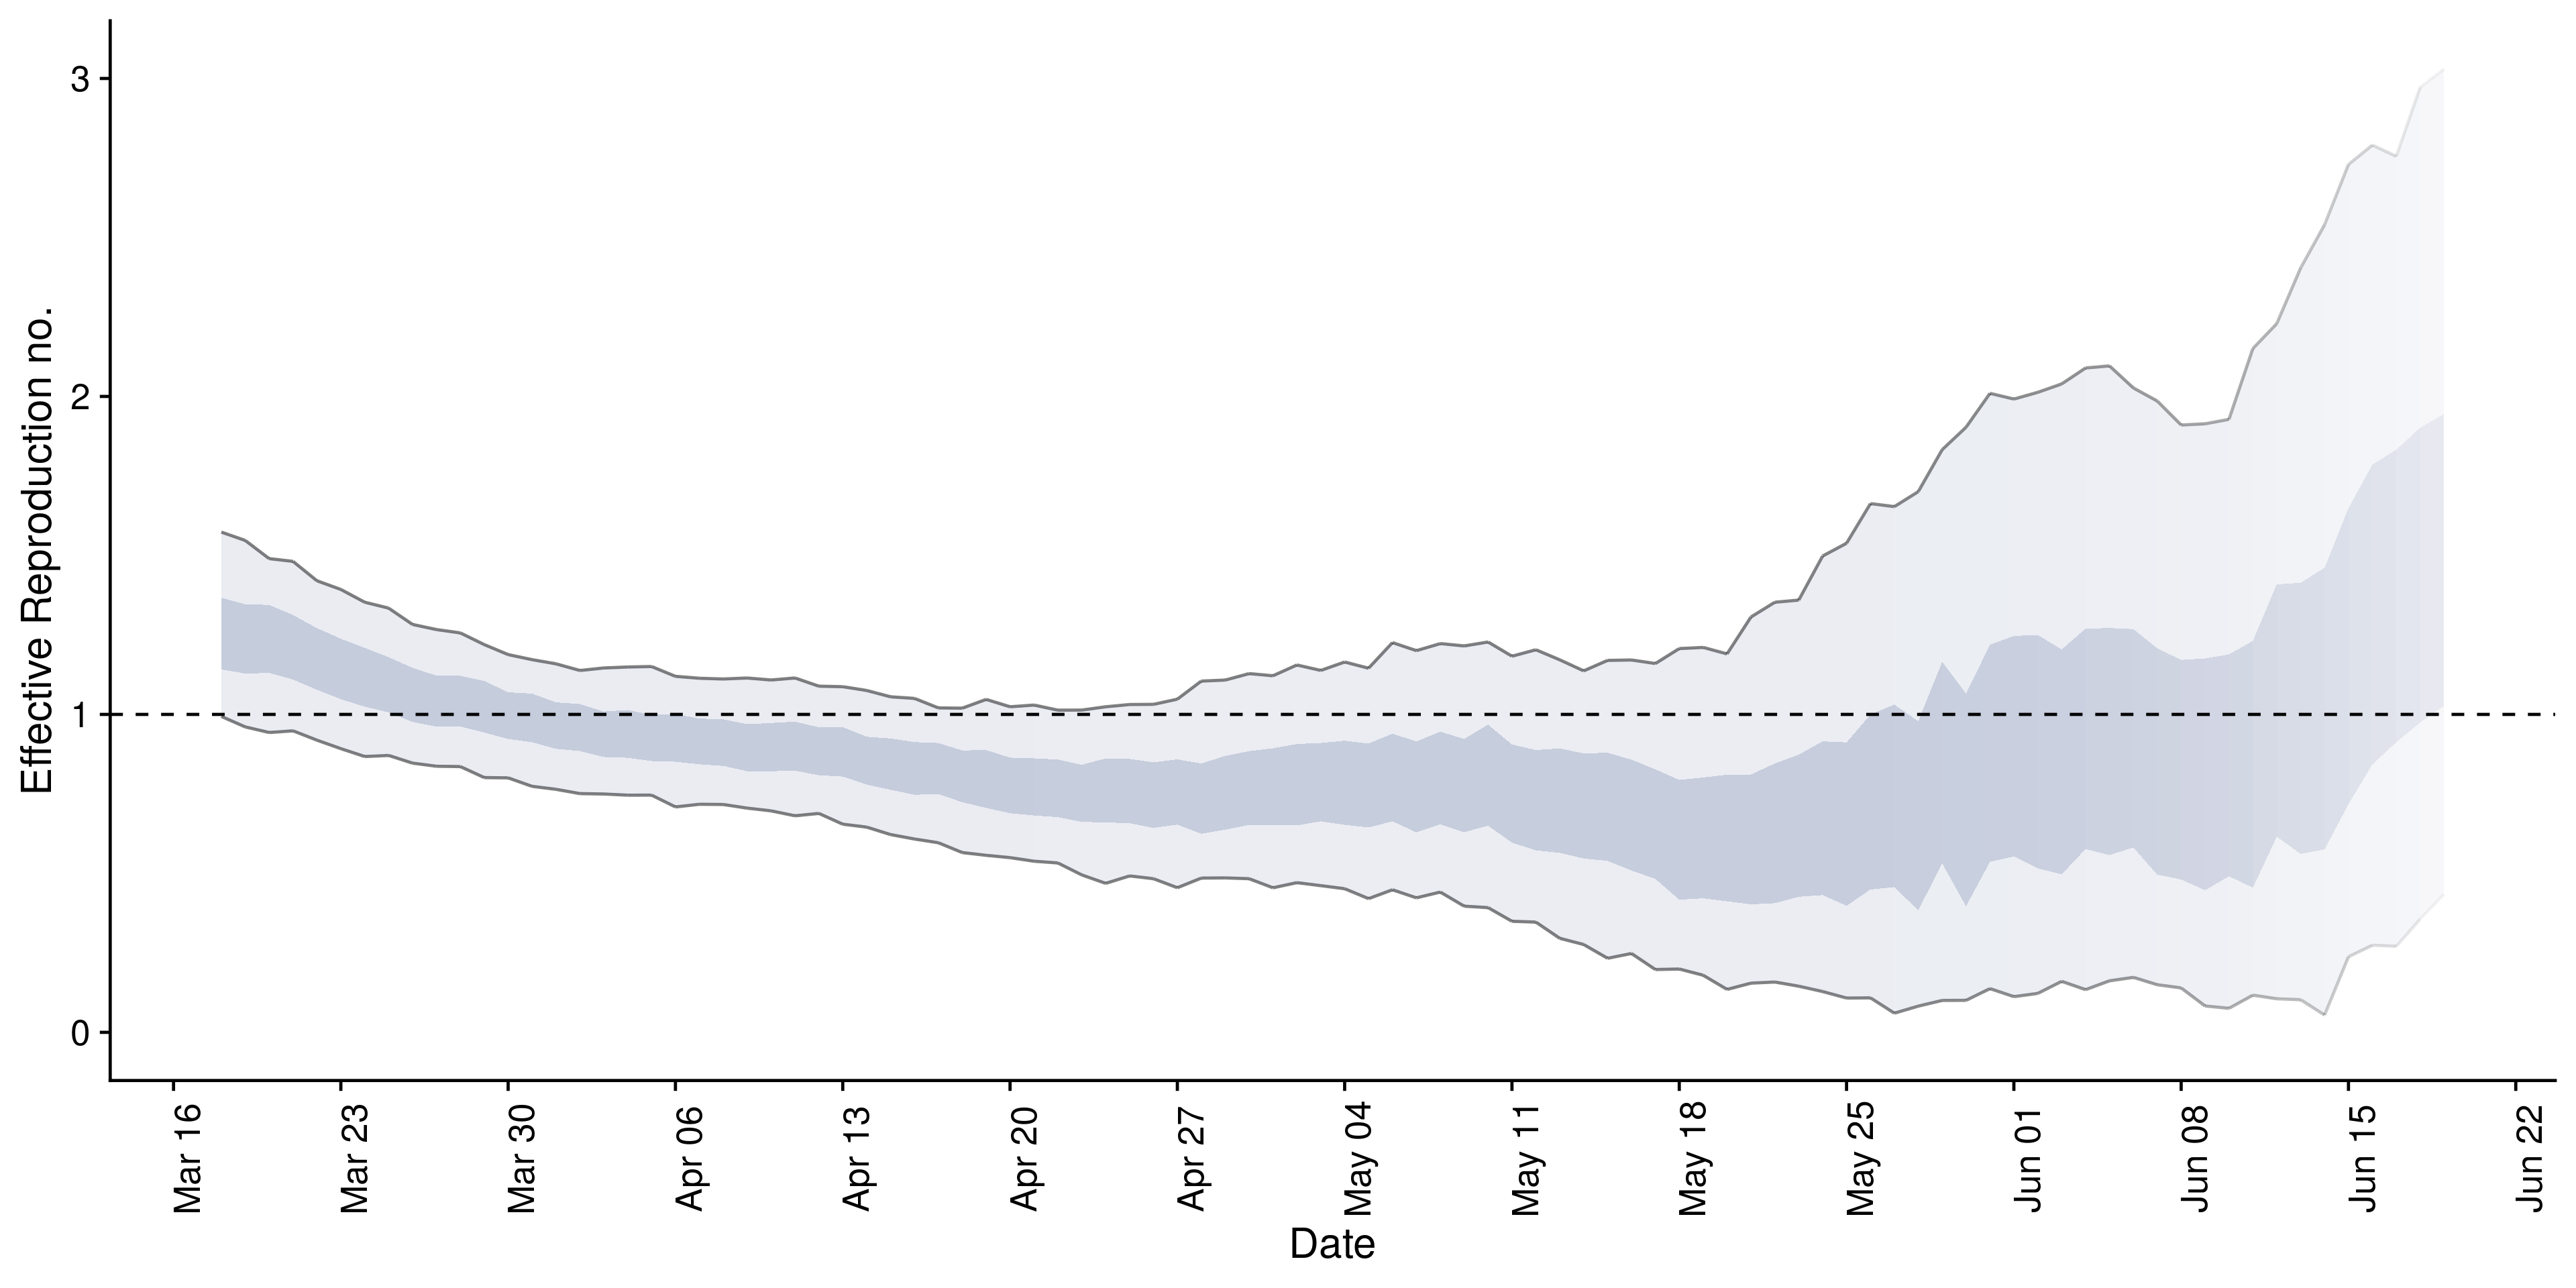 Effective Reproduction no.
3
2
1
0
Mar 16
Mar 23
Mar 30
Apr 06
Apr 13
Apr 20
Apr 27
May 04
May 11
May 18
May 25
Jun 01
Jun 08
Jun 15
Jun 22
Date